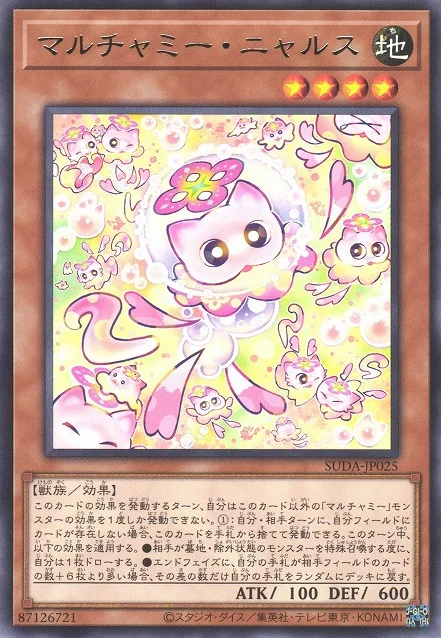 マルチャミー・ニャルス
地
SUDA-JP025
【獣族／効果】
このカードの効果を発動するターン、自分はこのカード以外の「マルチャミー」モン
スターの効果を１度しか発動できない。①：自分・相手ターンに、自分フィールドに
カードが存在しない場合、このカードを手札から捨てて発動できる。このターン中、
以下の効果を適用する。●相手が墓地・除外状態のモンスターを特殊召喚する度に、
自分は１枚ドローする。●エンドフェイズに、自分の手札が相手フィールドのカード
の数＋６枚より多い場合、その差の数だけ自分の手札をランダムにデッキに戻す。
ATK/ 100 DEF/ 600
87126721
©スタジオ・ダイス／集英社・テレビ東京・KONAMI